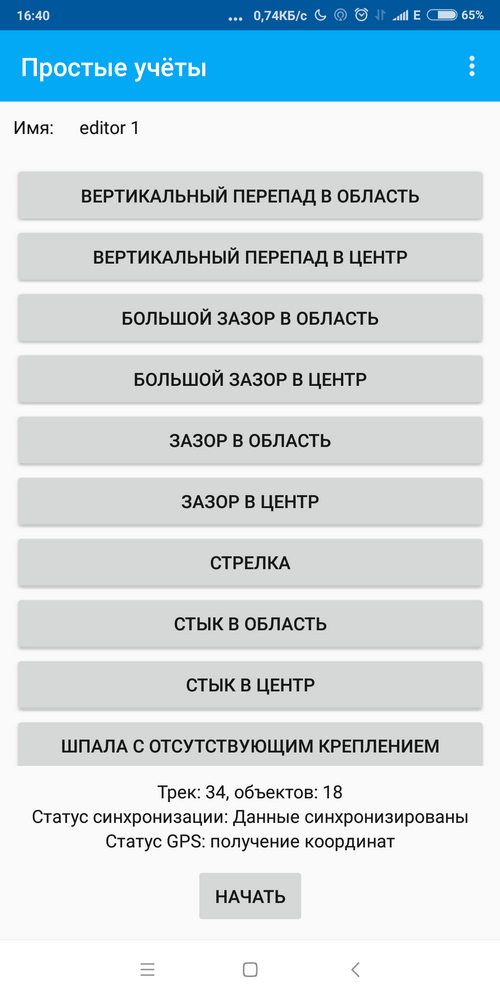 16:40 ... 0,74КБ/с E 65%
Простые учёты
Имя: editor 1
ВЕРТИКАЛЬНЫЙ ПЕРЕПАД В ОБЛАСТЬ
ВЕРТИКАЛЬНЫЙ ПЕРЕПАД В ЦЕНТР
БОЛЬШОЙ ЗАЗОР В ОБЛАСТЬ
БОЛЬШОЙ ЗАЗОР В ЦЕНТР
ЗАЗОР В ОБЛАСТЬ
ЗАЗОР В ЦЕНТР
СТРЕЛКА
СТЫК В ОБЛАСТЬ
СТЫК В ЦЕНТР
ШПАЛА С ОТСУТСТВУЮЩИМ КРЕПЛЕНИЕМ
Трек: 34, объектов: 18
Статус синхронизации: Данные синхронизированы
Статус GPS: получение координат
НАЧАТЬ